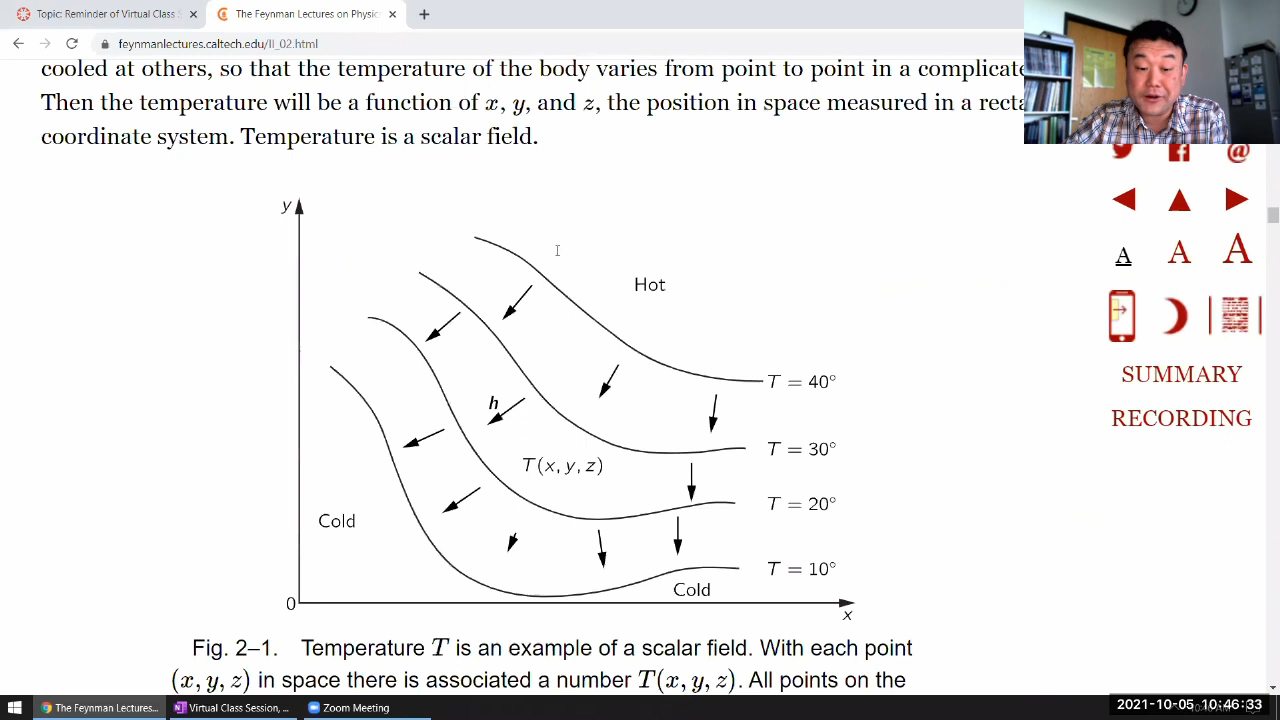 Topic: Reminder of Virtual Class S
The Feynman Lectures on Physic
feynmanlectures.caltech.edu/II_02.html
cooled at others, so that the temperature of the body varies from point to point in a complicate
Then the temperature will be a function of x, y, and z, the position in space measured in a recta
coordinate system. Temperature is a scalar field.
y
Hot
T = 40°
h
T = 30°
T(x, y, z)
T = 20°
Cold
T = 10°
Cold
0
x
Fig. 2–1. Temperature T is an example of a scalar field. With each point
(x, y, z) in space there is associated a number T(x, y, z). All points on the
@
A A A
SUMMARY
RECORDING
The Feynman Lectures...
Virtual Class Session, ...
Zoom Meeting
2021-10-05 10:46:33